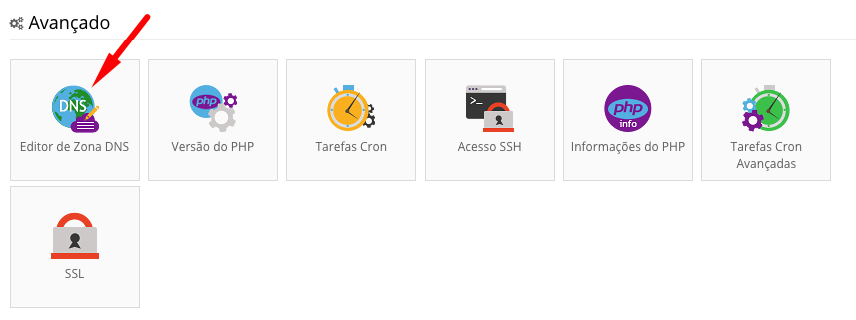 Avançado
DNS
Editor de Zona DNS
php
Versão do PHP
Tarefas Cron
>_
Acesso SSH
php
info
Informações do PHP
Tarefas Cron
Avançadas
SSL